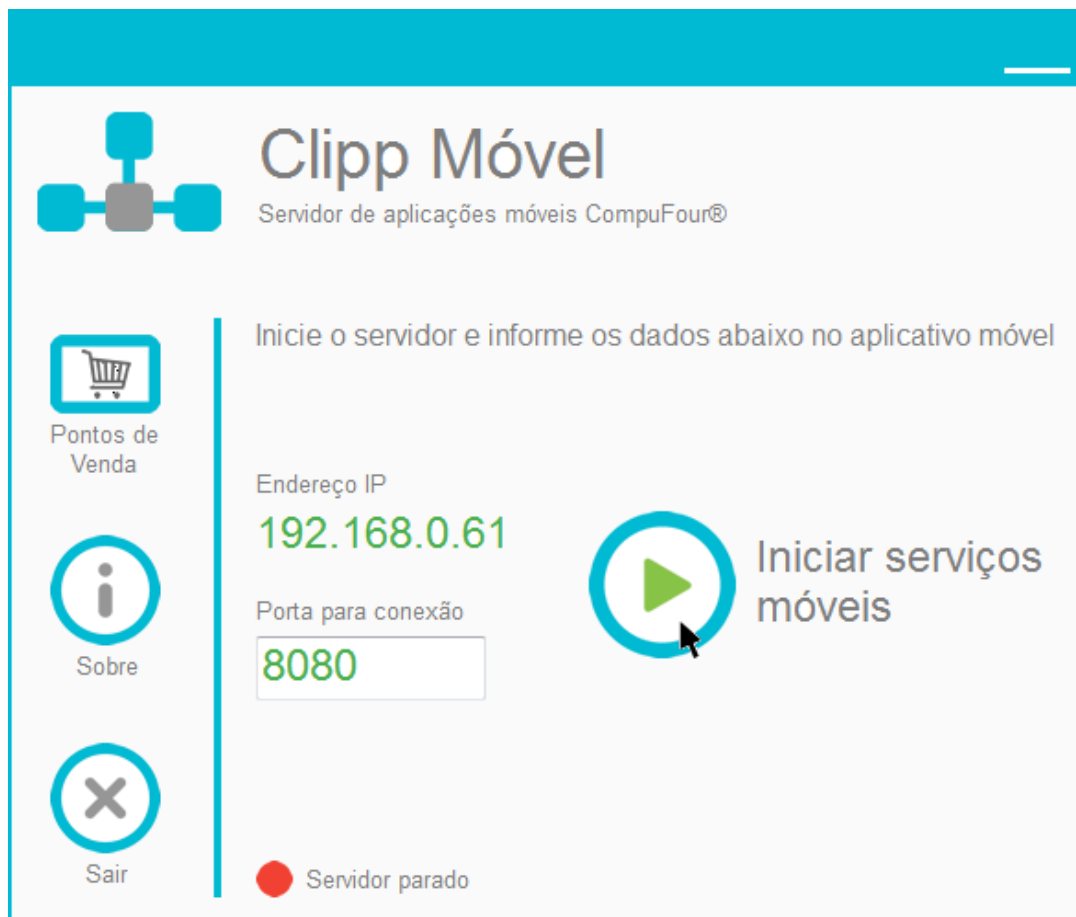 Clipp Móvel
Servidor de aplicações móveis CompuFour®
Inicie o servidor e informe os dados abaixo no aplicativo móvel
Pontos de
Venda
Endereço IP
192.168.0.61
Porta para conexão
8080
Iniciar serviços
móveis
Sobre
Sair
Servidor parado